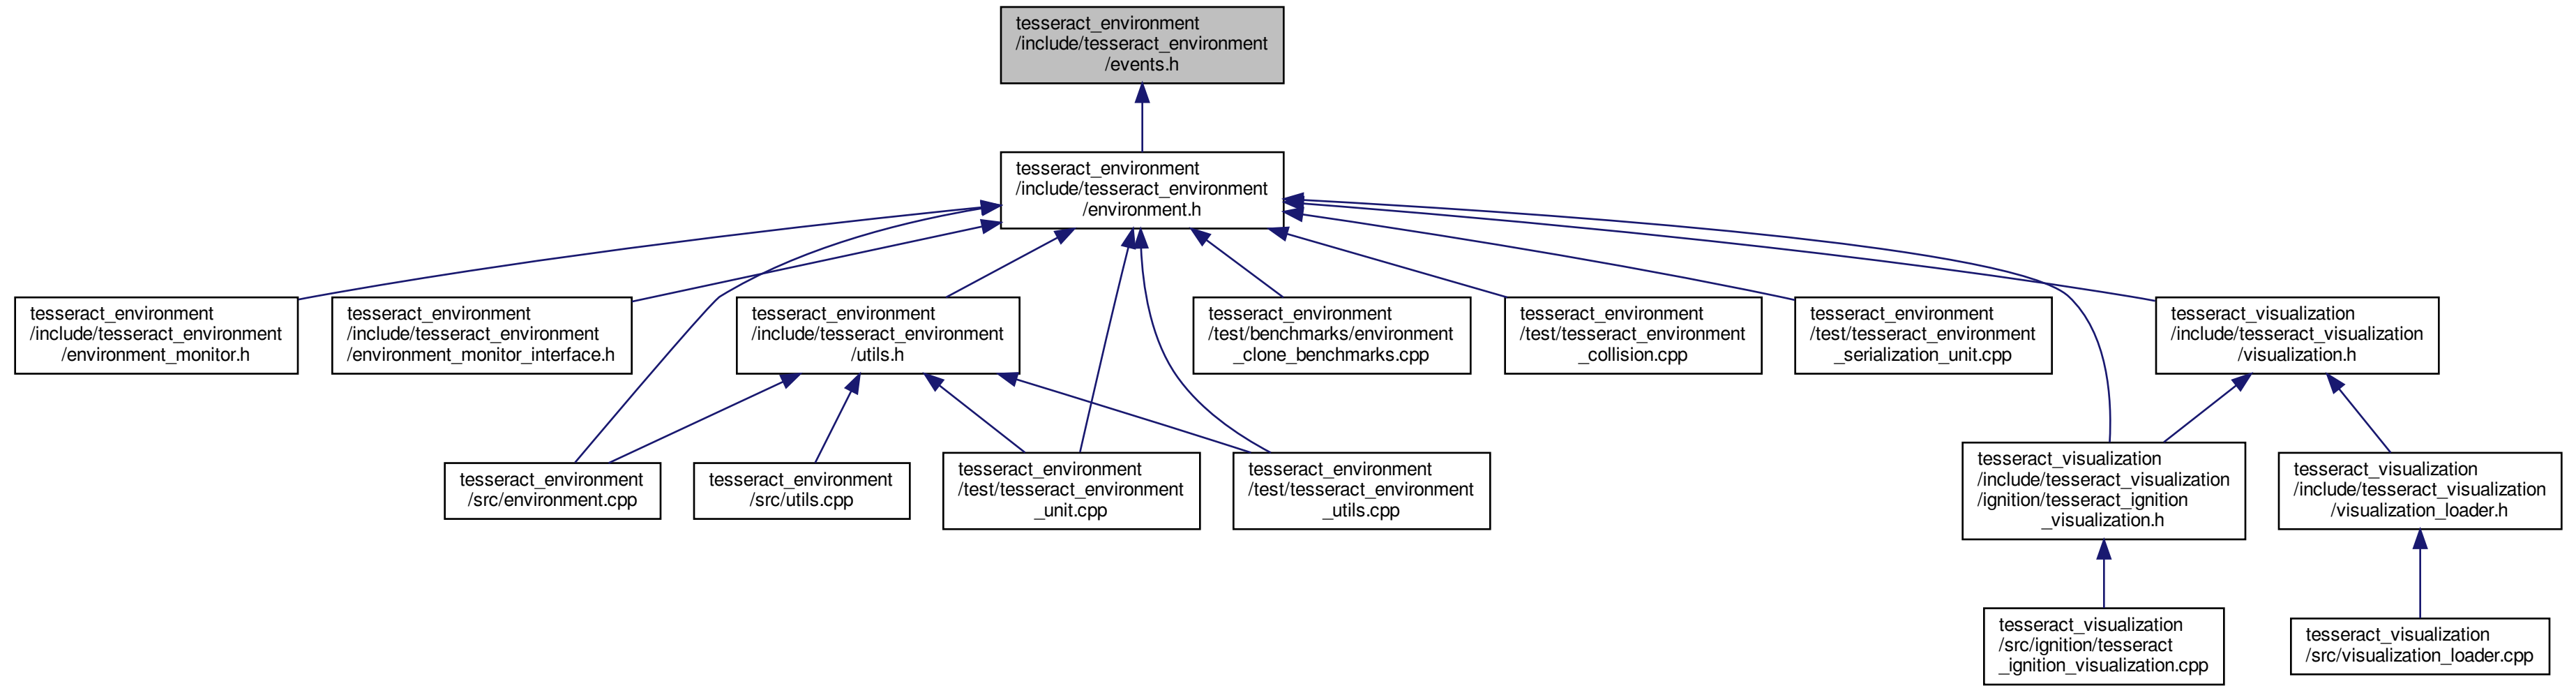 tesseract_environment
/include/tesseract_environment
/events.h
tesseract_environment
/include/tesseract_environment
/environment.h
tesseract_environment
/include/tesseract_environment
/environment_monitor.h
tesseract_environment
/include/tesseract_environment
/environment_monitor_interface.h
tesseract_environment
/include/tesseract_environment
/utils.h
tesseract_environment
/test/benchmarks/environment
_clone_benchmarks.cpp
tesseract_environment
/test/tesseract_environment
_collision.cpp
tesseract_environment
/test/tesseract_environment
_serialization_unit.cpp
tesseract_visualization
/include/tesseract_visualization
/visualization.h
tesseract_environment
/src/environment.cpp
tesseract_environment
/src/utils.cpp
tesseract_environment
/test/tesseract_environment
_unit.cpp
tesseract_environment
/test/tesseract_environment
_utils.cpp
tesseract_visualization
/include/tesseract_visualization
/ignition/tesseract_ignition
_visualization.h
tesseract_visualization
/include/tesseract_visualization
/visualization_loader.h
tesseract_visualization
/src/ignition/tesseract
_ignition_visualization.cpp
tesseract_visualization
/src/visualization_loader.cpp